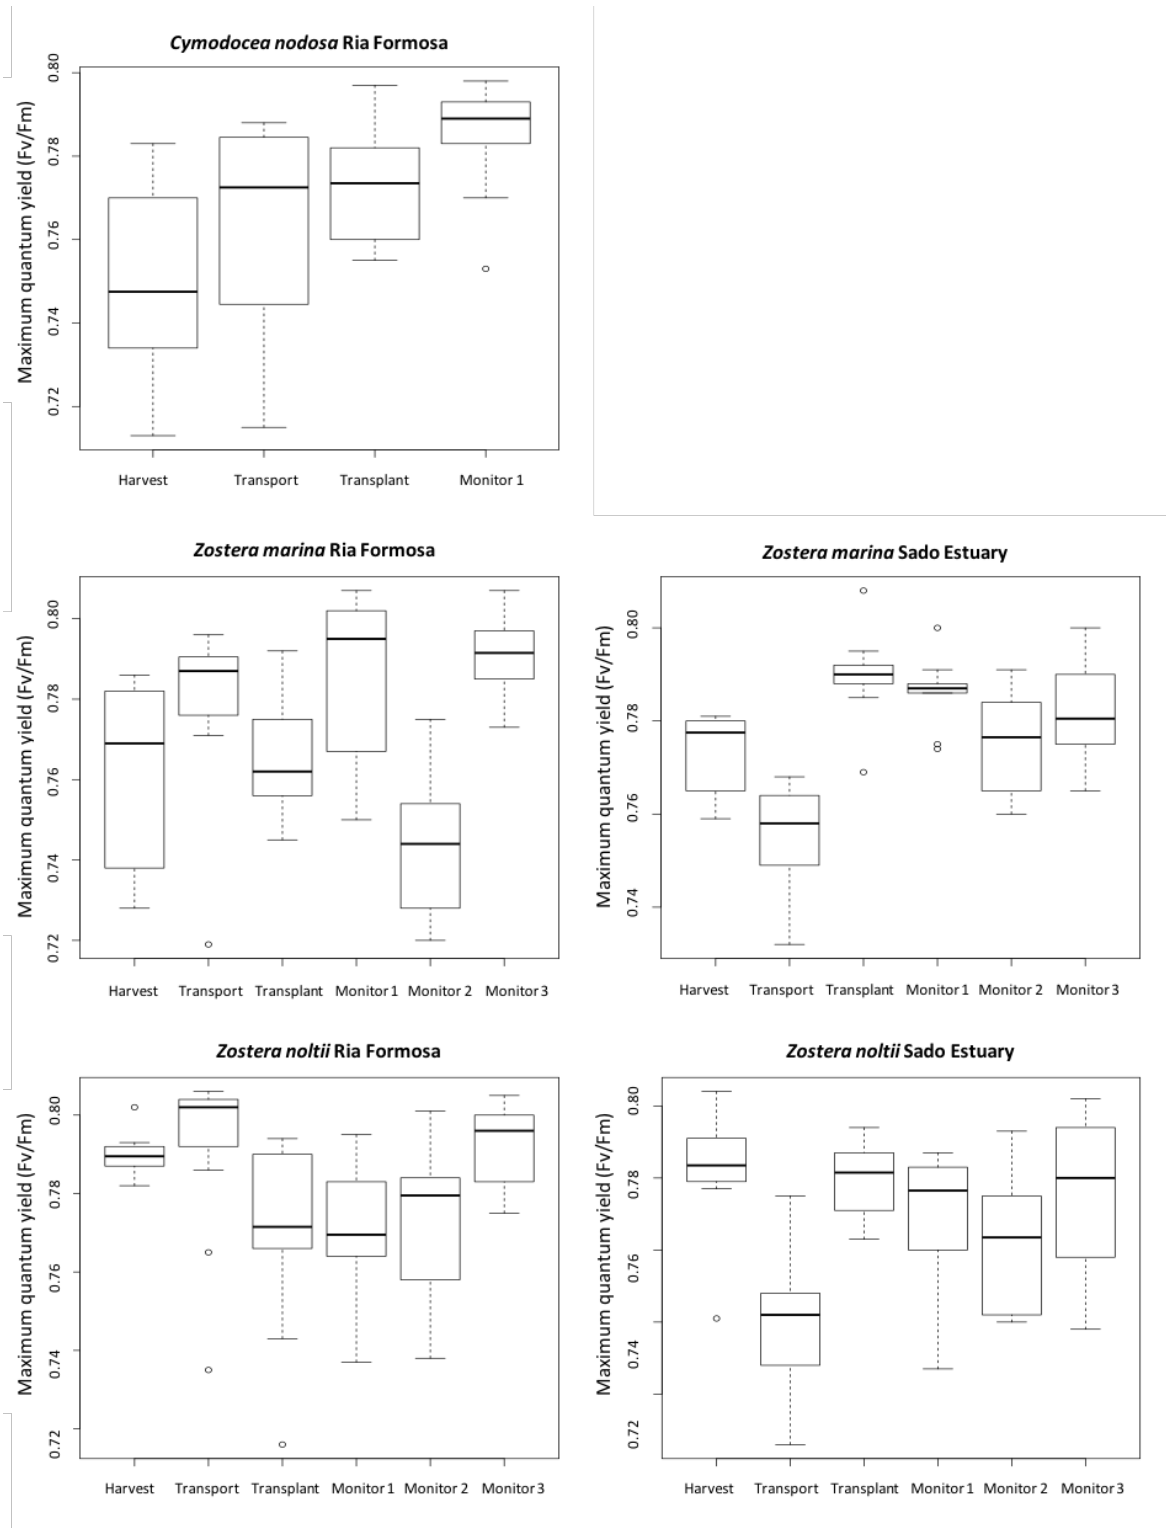 Cymodocea nodosa Ria Formosa
Maximum quantum yield (Fv/Fm)
0.80
0.78
0.76
0.74
0.72
Harvest Transport Transplant Monitor 1
Zostera marina Ria Formosa
Maximum quantum yield (Fv/Fm)
0.80
0.78
0.76
0.74
0.72
Harvest Transport Transplant Monitor 1 Monitor 2 Monitor 3
Zostera marina Sado Estuary
Maximum quantum yield (Fv/Fm)
0.80
0.78
0.76
0.74
Harvest Transport Transplant Monitor 1 Monitor 2 Monitor 3
Zostera noltii Ria Formosa
Maximum quantum yield (Fv/Fm)
0.80
0.78
0.76
0.74
0.72
Harvest Transport Transplant Monitor 1 Monitor 2 Monitor 3
Zostera noltii Sado Estuary
Maximum quantum yield (Fv/Fm)
0.80
0.78
0.76
0.74
0.72
Harvest Transport Transplant Monitor 1 Monitor 2 Monitor 3